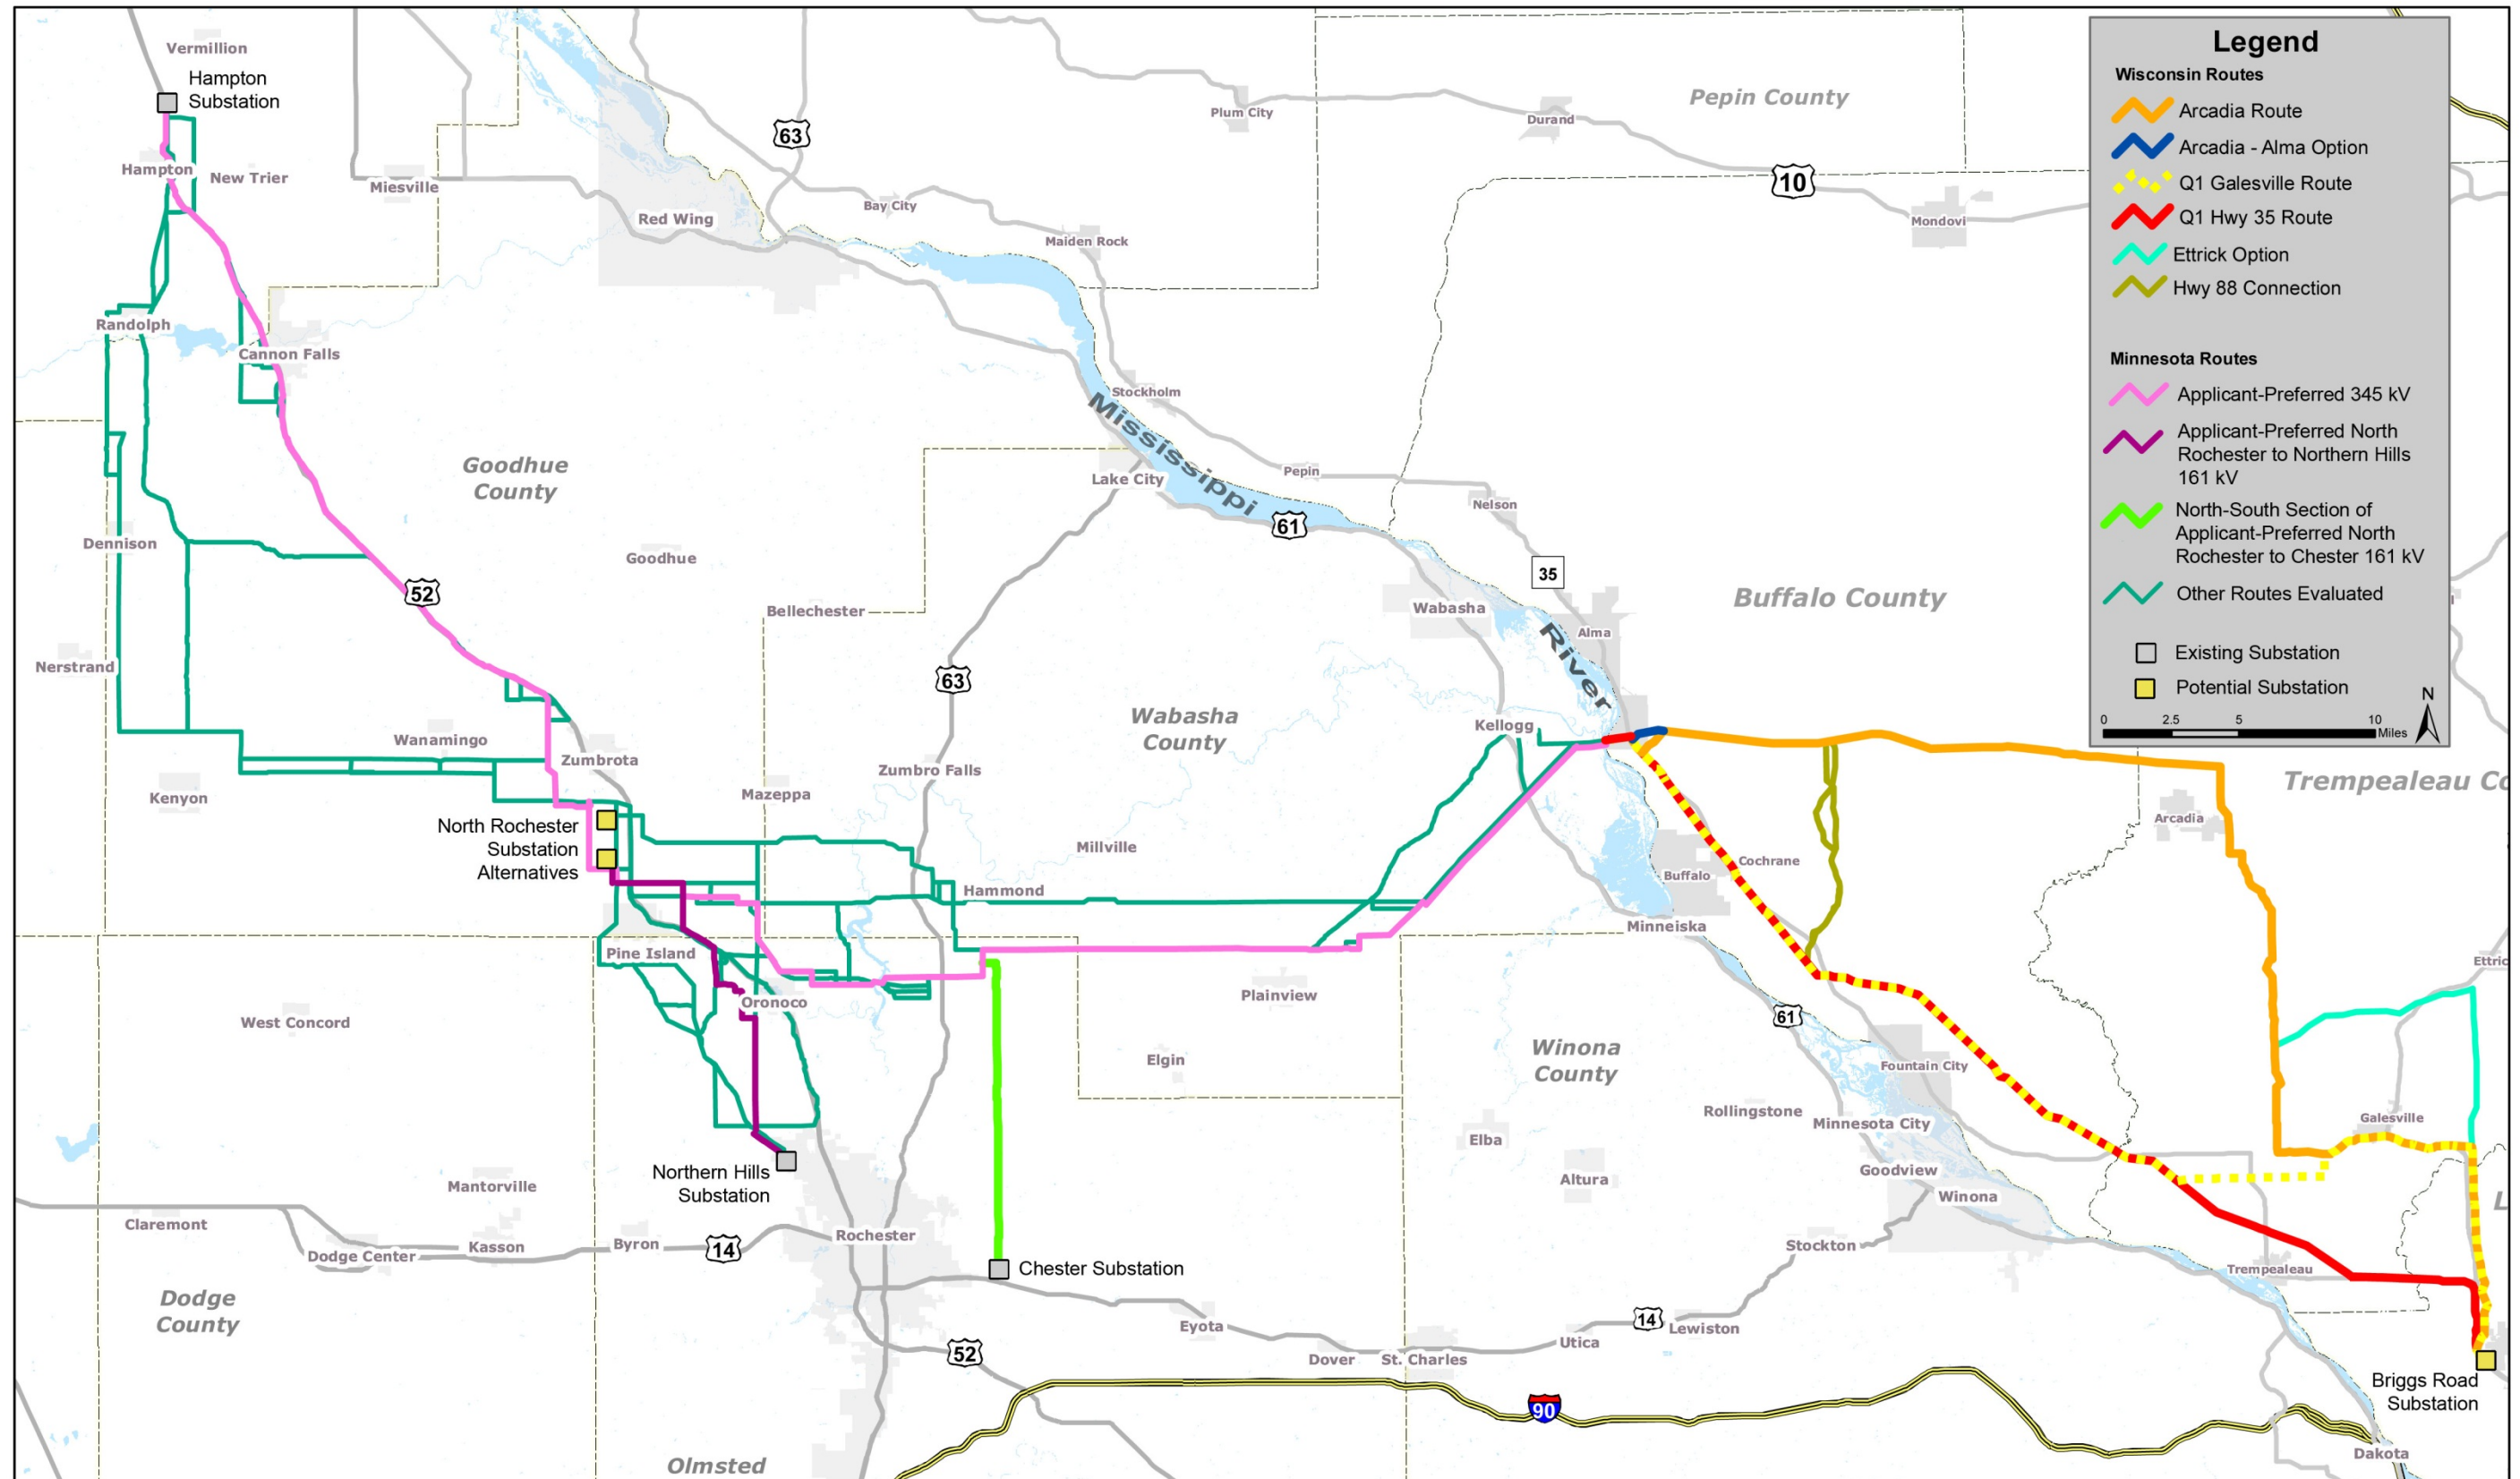 Legend
Wisconsin Routes
Arcadia Route
Arcadia - Alma Option
Q1 Galesville Route
Q1 Hwy 35 Route
Ettrick Option
Hwy 88 Connection
Minnesota Routes
Applicant-Preferred 345 kV
Applicant-Preferred North
Rochester to Northern Hills
161 kV
North-South Section of
Applicant-Preferred North
Rochester to Chester 161 kV
Other Routes Evaluated
Existing Substation
Potential Substation
N
0 2.5 5 10
Miles
Vermillion
Hampton
Substation
Hampton
New Trier
Miesville
Red Wing
63
Bay City
Maiden Rock
Plum City
Durand
Pepin County
10
Mondovi
Randolph
Cannon Falls
Stockholm
Mississippi
River
Goodhue
County
Lake City
Pepin
Nelson
61
35
Dennison
Goodhue
52
Bellechester
Wabasha
Alma
Buffalo County
Nerstrand
63
Wabasha
County
Kellogg
Wanamingo
Zumbrota
Zumbro Falls
Kenyon
Mazeppa
Trempealeau Co
Arcadia
North Rochester
Substation
Alternatives
Millville
Hammond
Cochrane
Buffalo
Minneiska
Pine Island
Ettric
Oronoco
Plainview
West Concord
61
Elgin
Winona
County
Fountain City
Rollingstone
Minnesota City
Galesville
Elba
Altura
Goodview
Winona
Northern Hills
Substation
Mantorville
L
Claremont
Dodge Center
Kasson
Byron
14
Rochester
Stockton
Trempealeau
Chester Substation
Dodge
County
Eyota
Dover
St. Charles
Utica
14
Lewiston
52
Briggs Road
Substation
90
Dakota
Olmsted